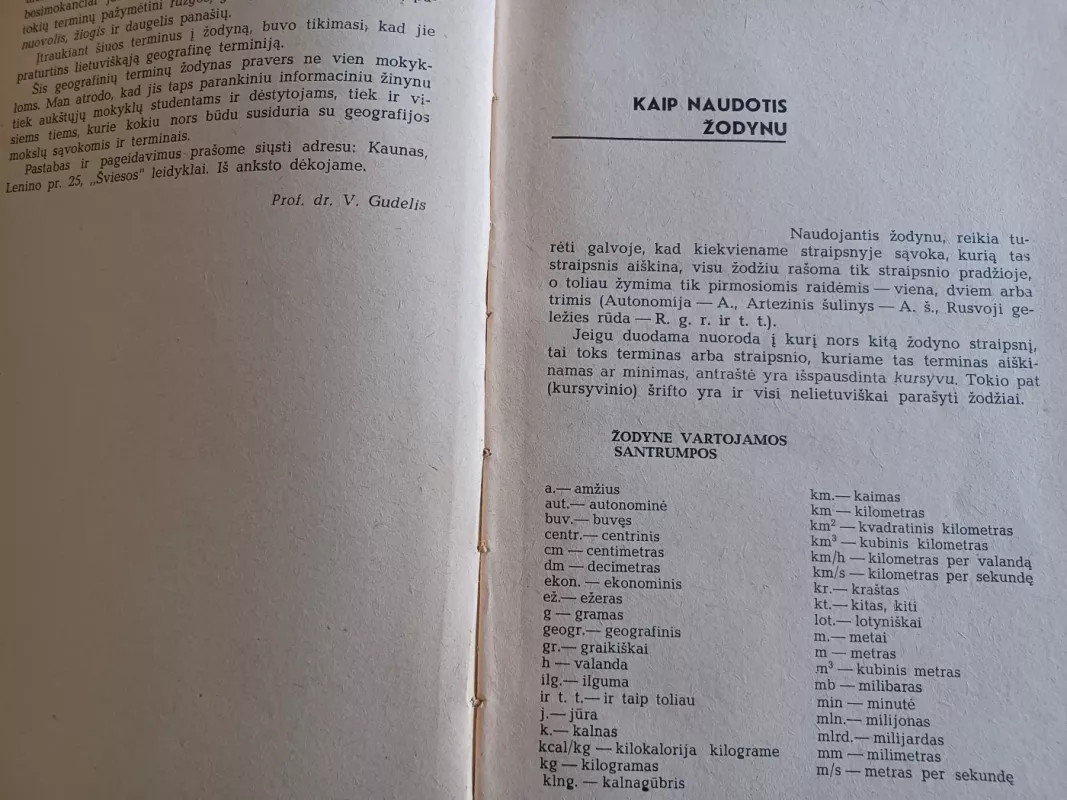 besimokančiai
tokių terminų pažymėtini
nuovolis, žiogis ir daugelis panašių.
Įtraukiant šiuos terminus į žodyną, buvo tikimasi, kad jie
praturtins lietuviškąją geografinę terminiją.
Šis geografinių terminų žodynas pravers ne vien mokyk-
loms. Man atrodo, kad jis taps parankiniu informaciniu žinynu
tiek aukštųjų mokyklų studentams ir dėstytojams, tiek ir vi-
siems tiems, kurie kokiu nors būdu susiduria su geografijos
mokslų sąvokomis ir terminais.
Pastabas ir pageidavimus prašome siųsti adresu: Kaunas,
Lenino pr. 25, „Šviesos“ leidyklai. Iš anksto dėkojame.
Prof. dr. V. Gudelis
KAIP NAUDOTIS
ŽODYNU
Naudojantis žodynu, reikia tu-
rėti galvoje, kad kiekviename straipsnyje sąvoka, kurią tas
straipsnis aiškina, visu žodžiu rašoma tik straipsnio pradžioje,
o toliau žymima tik pirmosiomis raidėmis — viena, dviem arba
trimis (Autonomija — A., Artezinis šulinys — A. š., Rusvoji ge-
ležies rūda — R. g. r. ir t. t.).
Jeigu duodama nuoroda į kurį nors kitą žodyno straipsnį,
tai toks terminas arba straipsnio, kuriame tas terminas aiški-
namas ar minimas, antraštė yra išspausdinta kursyvu. Tokio pat
(kursyvinio) šrifto yra ir visi nelietuviškai parašyti žodžiai.
ŽODYNE VARTOJAMOS
SANTRUMPOS
a.— amžius
aut.— autonominė
buv.— buvęs
centr.— centrinis
cm — centimetras
dm — decimetras
ekon. — ekonominis
ež.— ežeras
g — gramas
geogr.— geografinis
gr.— graikiškai
h — valanda
ilg.— ilguma
ir t. t.— ir taip toliau
j.— jūra
k.— kalnas
kcal/kg — kilokalorija kilograme
kg — kilogramas
klng. — kalnagūbris
km.— kaimas
km — kilometras
km² — kvadratinis kilometras
km³ — kubinis kilometras
km/h — kilometras per valandą
km/s — kilometras per sekundę
kr.— kraštas
kt.— kitas, kiti
lot.— lotyniškai
m.— metai
m — metras
m³ — kubinis metras
mb — milibaras
min — minutė
mln.— milijonas
mlrd.— milijardas
mm — milimetras
m/s — metras per sekundę